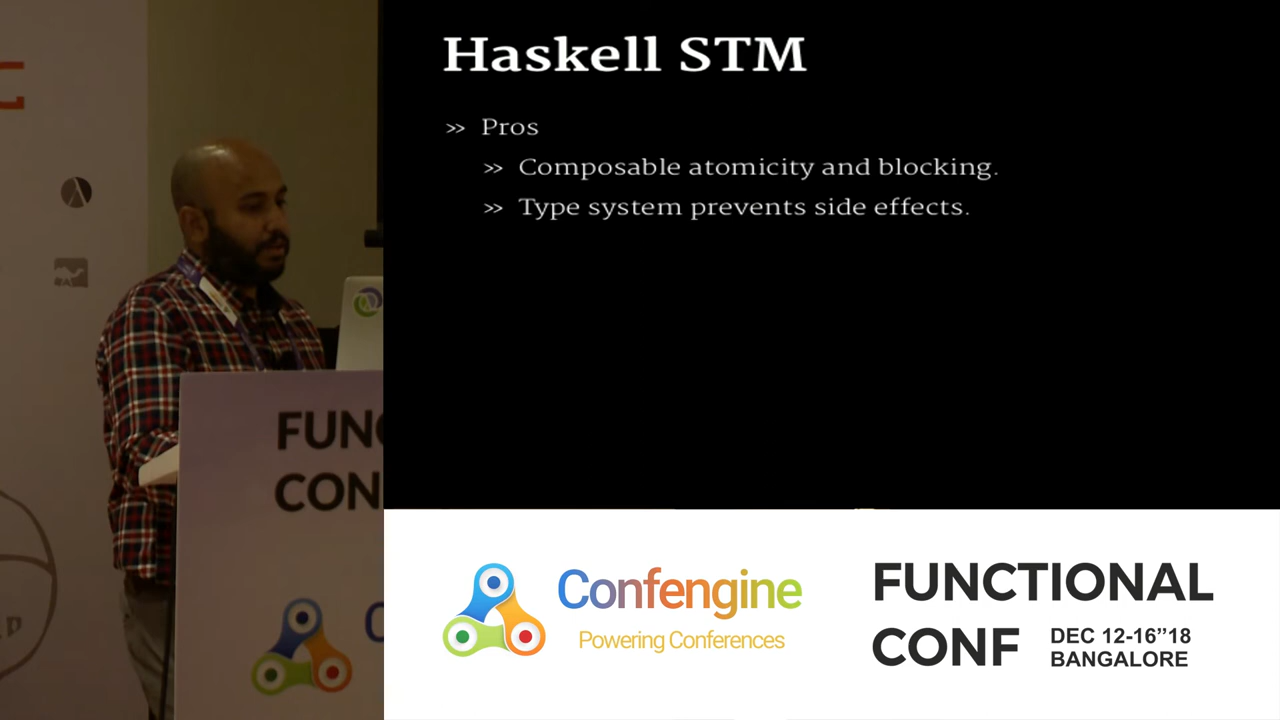 Haskell STM
>> Pros
>> Composable atomicity and blocking.
>> Type system prevents side effects.
FUNC
CON
Confengine
Powering Conferences
FUNCTIONAL
CONF DEC 12-16"18
BANGALORE